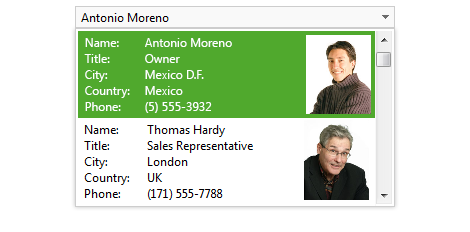 Antonio Moreno
Name: Antonio Moreno
Title: Owner
City: Mexico D.F.
Country: Mexico
Phone: (5) 555-3932
Name: Thomas Hardy
Title: Sales Representative
City: London
Country: UK
Phone: (171) 555-7788